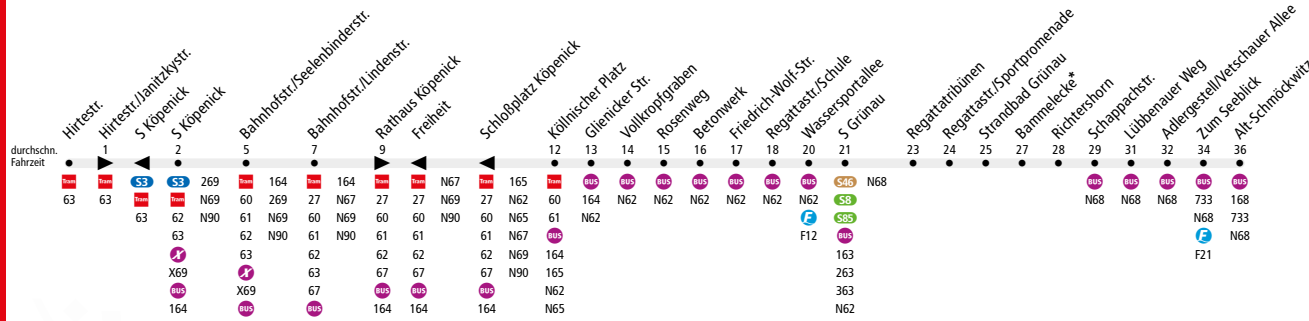 Hirtestr.
Hirtestr./Janitzkystr.
S Köpenick
S Köpenick
Bahnhofstr./Seelenbinderstr.
Bahnhofstr./Lindenstr.
Rathaus Köpenick
Freiheit
Schloßplatz Köpenick
Köllnischer Platz
Glienicker Str.
Vollkropfgraben
Rosenweg
Betonwerk
Friedrich-Wolf-Str.
Regattastr./Schule
Wassersportallee
S Grünau
Regattatribünen
Regattastr./Sportpromenade
Strandbad Grünau
Bammelecke*
Richtershorn
Schappachstr.
Lübbenauer Weg
Adlergestell/Vetschauer Allee
Zum Seeblick
Alt-Schmöckwitz
durchschn. 1 2 5 7 9 12 13 14 15 16 17 18 20 21 23 24 25 27 28 29 31 32 34 36
Fahrzeit
Tram Tram S3 S3 269 Tram 164 Tram 164 Tram Tram N67 Tram 165 Tram BUS BUS BUS BUS BUS BUS BUS S46 N68 BUS BUS BUS BUS BUS
63 63 Tram Tram N69 60 269 27 N67 27 27 N69 27 N62 60 164 N62 N62 N62 N62 N62 N62 S8 N68 N68 N68 733 168
63 62 N90 61 N69 60 N69 60 60 N90 60 N65 61 N62 F S85 N68 733
63 62 N90 61 N90 61 61 61 N67 BUS F12 BUS F N68
X 63 62 62 62 62 N69 164 163 F21
X69 X 63 67 67 67 N90 165 263
BUS X69 67 BUS BUS BUS N62 363
164 BUS BUS 164 164 164 N65 N62